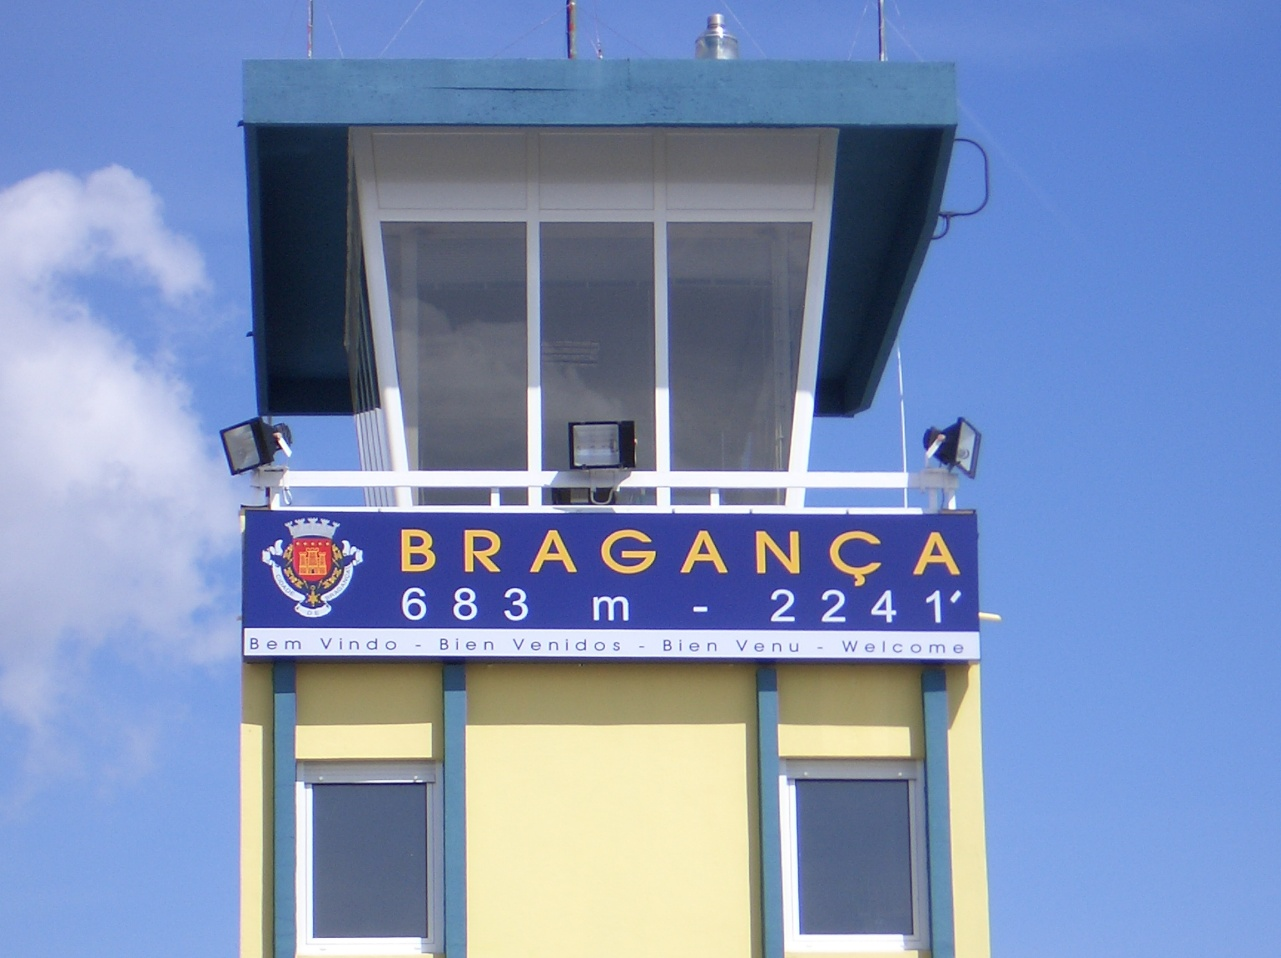 BRAGANÇA
683 m - 2241′
Bem Vindo - Bien Venidos - Bien Venu - Welcome